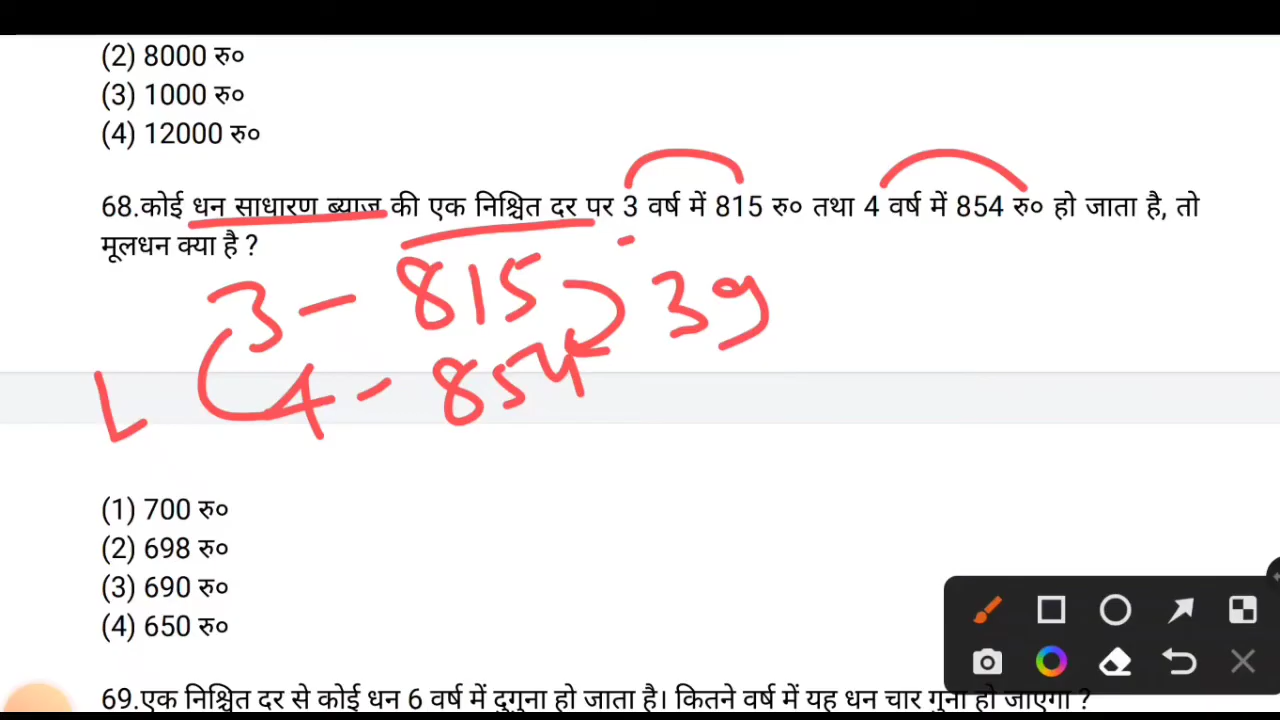 (2) 8000 रु०
(3) 1000 रु०
(4) 12000 रु०
68.कोई धन साधारण ब्याज की एक निश्चित दर पर 3 वर्ष में 815 रु० तथा 4 वर्ष में 854 रु० हो जाता है, तो
मूलधन क्या है ?
3 - 815
39
4 - 854
(1) 700 रु०
(2) 698 रु०
(3) 690 रु०
(4) 650 रु०
69.एक निश्चित दर से कोई धन 6 वर्ष में दुगुना हो जाता है। कितने वर्ष में यह धन चार गुना हो जाएगा ?